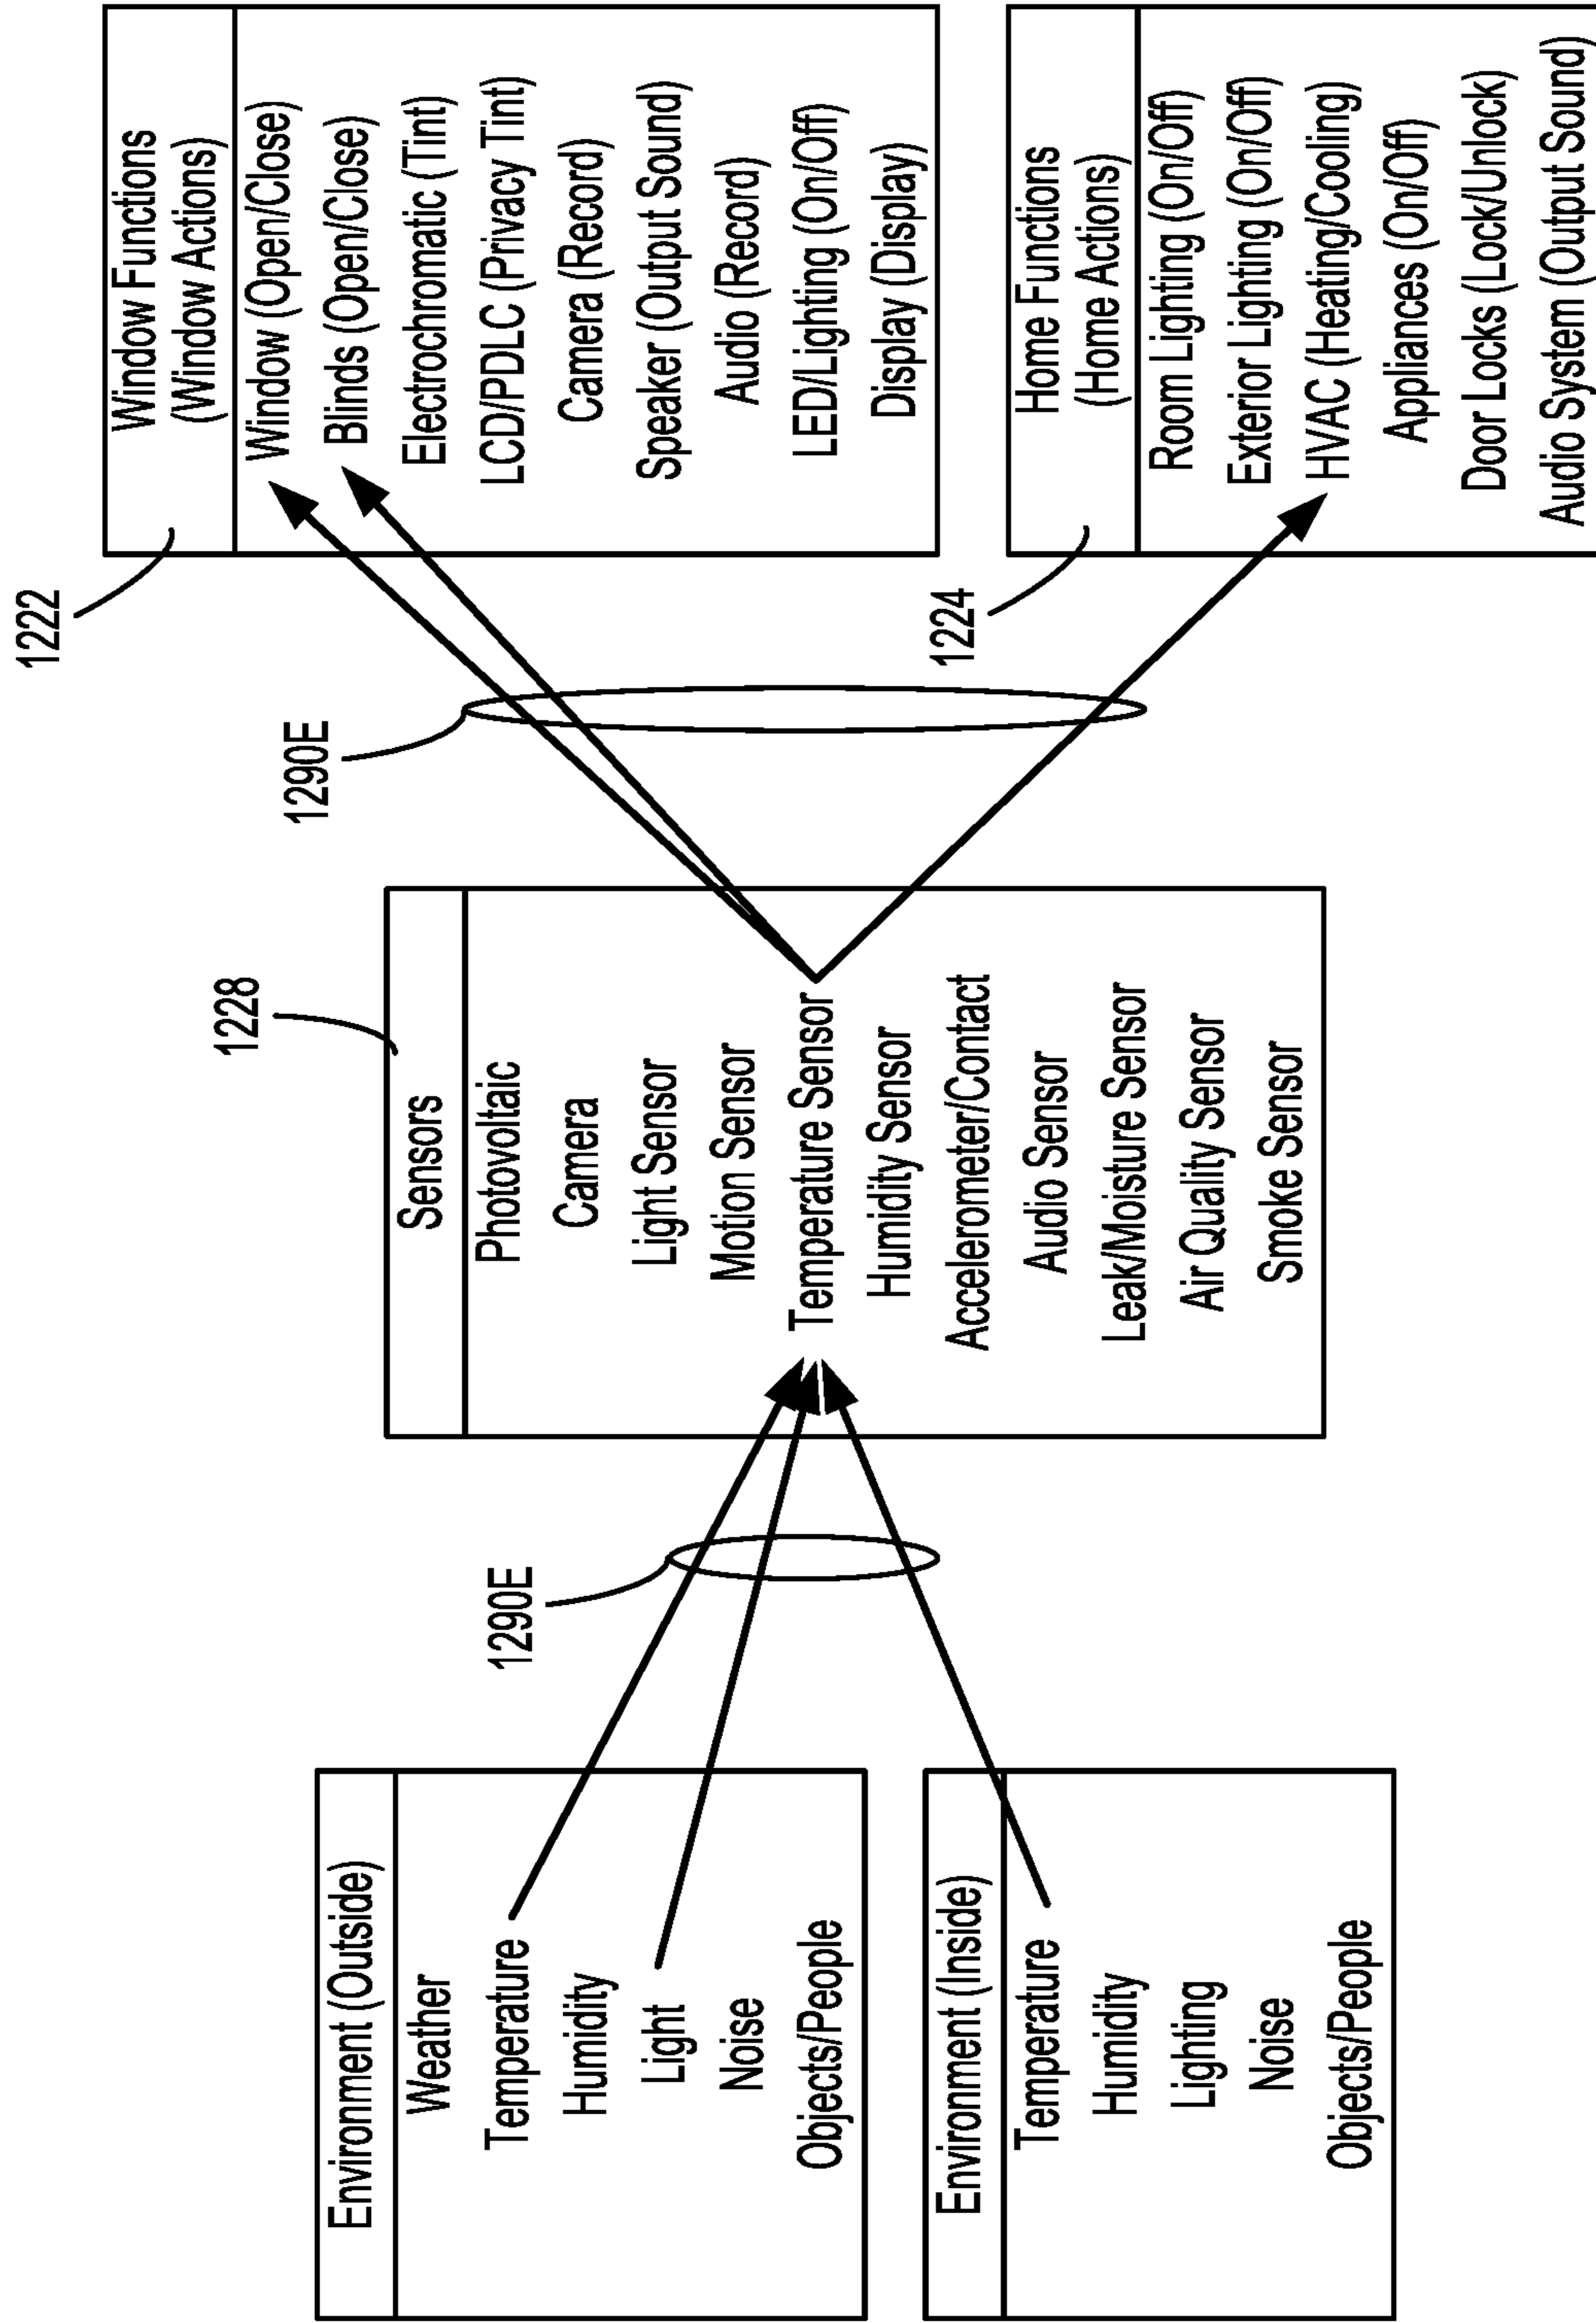 Environment (Outside)
Weather
Temperature
Humidity
Light
Noise
Objects/People
Environment (Inside)
Temperature
Humidity
Lighting
Noise
Objects/People
1290E
1228
Sensors
Photovoltaic
Camera
Light Sensor
Motion Sensor
Temperature Sensor
Humidity Sensor
Accelerometer/Contact
Audio Sensor
Leak/Moisture Sensor
Air Quality Sensor
Smoke Sensor
1290E
1222
Window Functions
(Window Actions)
Window (Open/Close)
Blinds (Open/Close)
Electrochromatic (Tint)
LCD/PDLC (Privacy Tint)
Camera (Record)
Speaker (Output Sound)
Audio (Record)
LED/Lighting (On/Off)
Display (Display)
1224
Home Functions
(Home Actions)
Room Lighting (On/Off)
Exterior Lighting (On/Off)
HVAC (Heating/Cooling)
Appliances (On/Off)
Door Locks (Lock/Unlock)
Audio System (Output Sound)